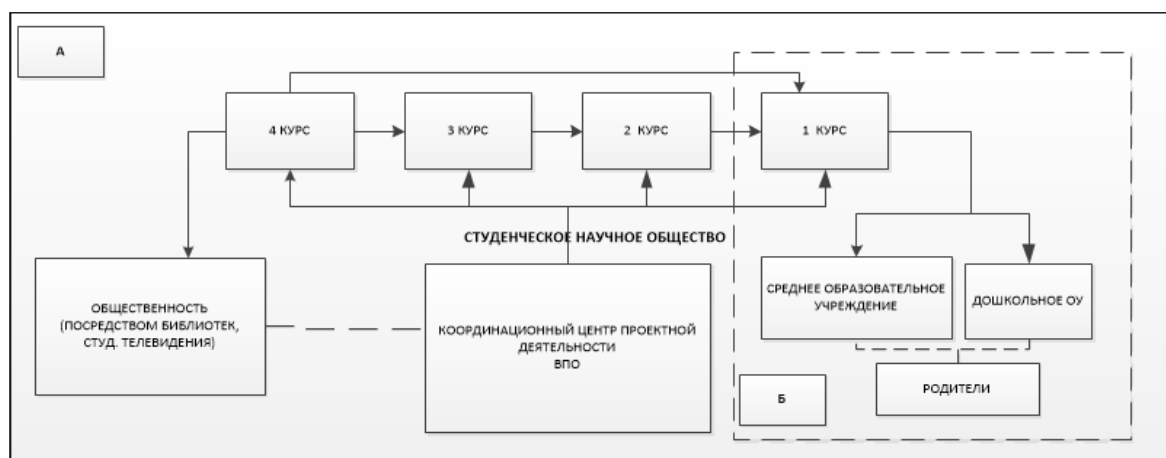 А
4 КУРС
3 КУРС
2 КУРС
1 КУРС
СТУДЕНЧЕСКОЕ НАУЧНОЕ ОБЩЕСТВО
ОБЩЕСТВЕННОСТЬ
(ПОСРЕДСТВОМ БИБЛИОТЕК,
СТУД. ТЕЛЕВИДЕНИЯ)
КООРДИНАЦИОННЫЙ ЦЕНТР ПРОЕКТНОЙ
ДЕЯТЕЛЬНОСТИ
ВПО
СРЕДНЕЕ ОБРАЗОВАТЕЛЬНОЕ
УЧРЕЖДЕНИЕ
ДОШКОЛЬНОЕ ОУ
РОДИТЕЛИ
Б